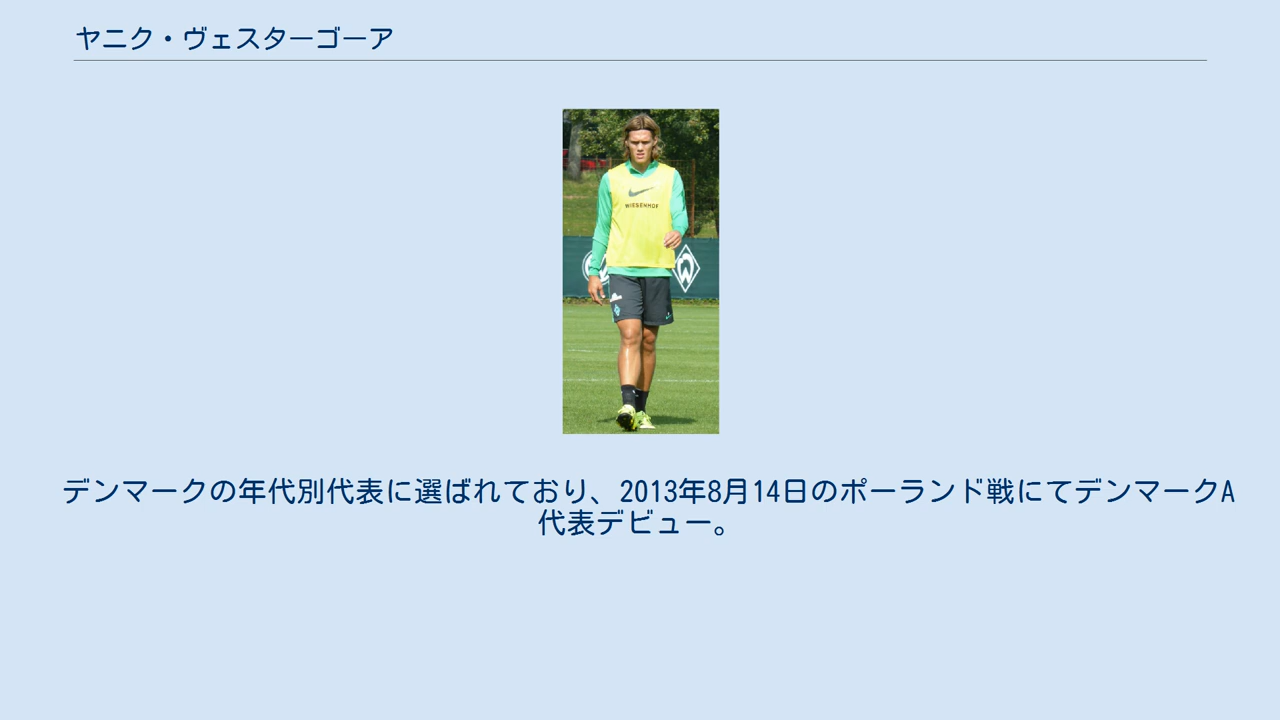 ヤニク・ヴェスターゴーア
WIESENHOF
デンマークの年代別代表に選ばれており、2013年8月14日のポーランド戦にてデンマークA
代表デビュー。